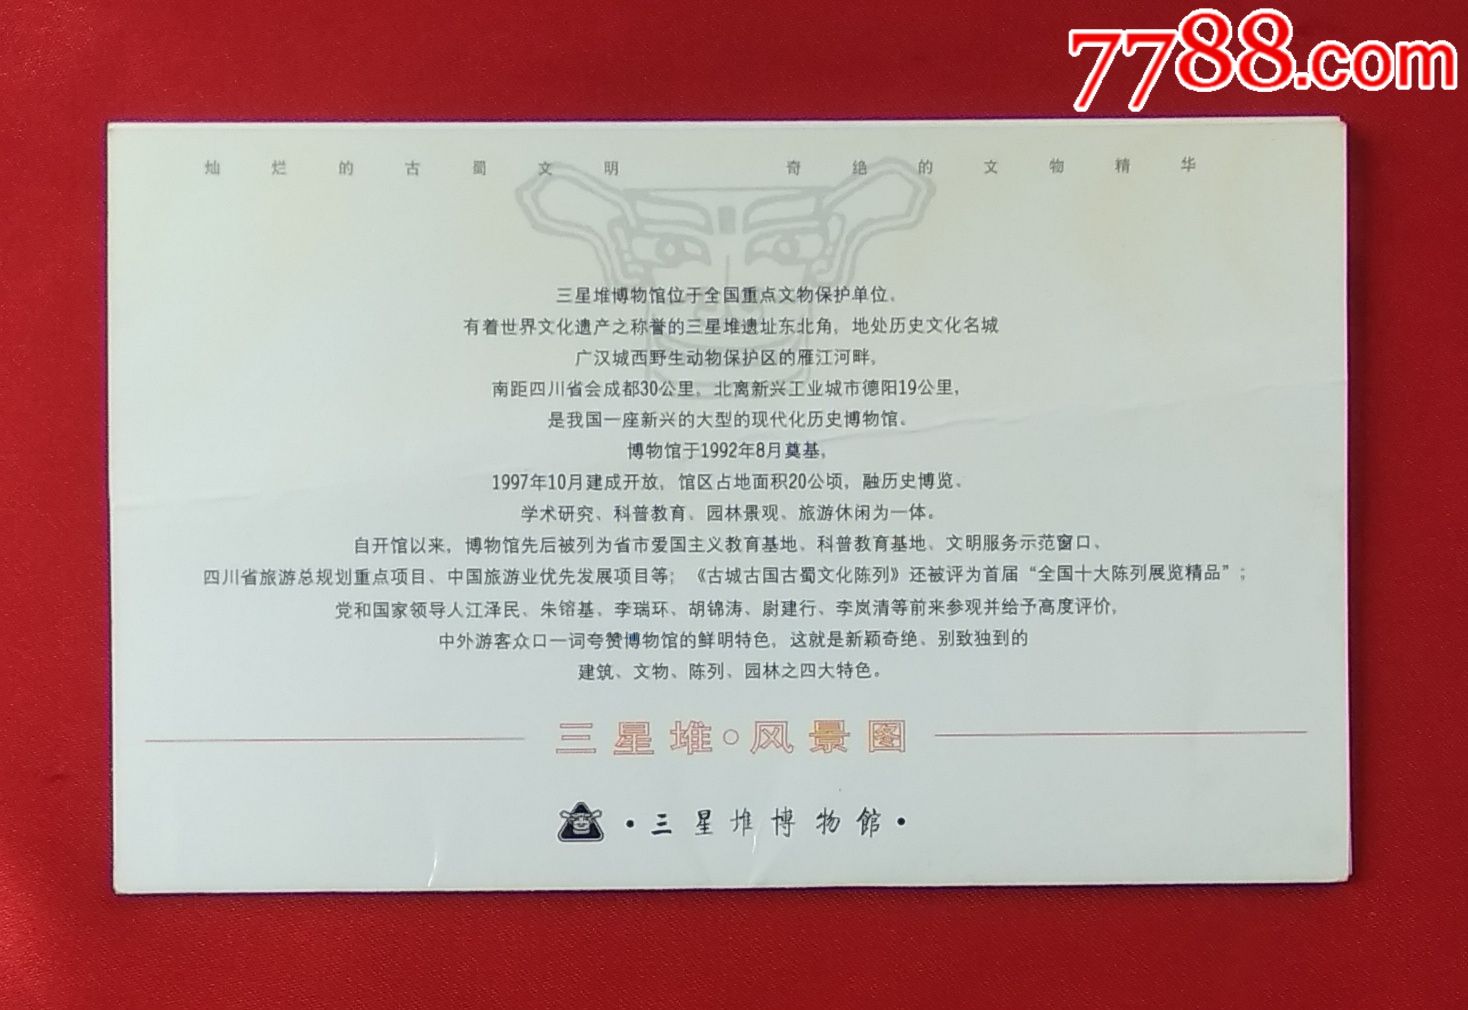 7788.com
灿烂的古蜀文明 奇绝的文物精华
三星堆博物馆位于全国重点文物保护单位、
有着世界文化遗产之称誉的三星堆遗址东北角，地处历史文化名城
广汉城西野生动物保护区的雁江河畔，
南距四川省会成都30公里，北离新兴工业城市德阳19公里，
是我国一座新兴的大型的现代化历史博物馆。
博物馆于1992年8月奠基，
1997年10月建成开放，馆区占地面积20公顷，融历史博览、
学术研究、科普教育、园林景观、旅游休闲为一体。
自开馆以来，博物馆先后被列为省市爱国主义教育基地、科普教育基地、文明服务示范窗口、
四川省旅游总规划重点项目、中国旅游业优先发展项目等；《古城古国古蜀文化陈列》还被评为首届“全国十大陈列展览精品”；
党和国家领导人江泽民、朱镕基、李瑞环、胡锦涛、尉建行、李岚清等前来参观并给予高度评价，
中外游客众口一词夸赞博物馆的鲜明特色，这就是新颖奇绝、别致独到的
建筑、文物、陈列、园林之四大特色。
三星堆·风景图
·三星堆博物馆·